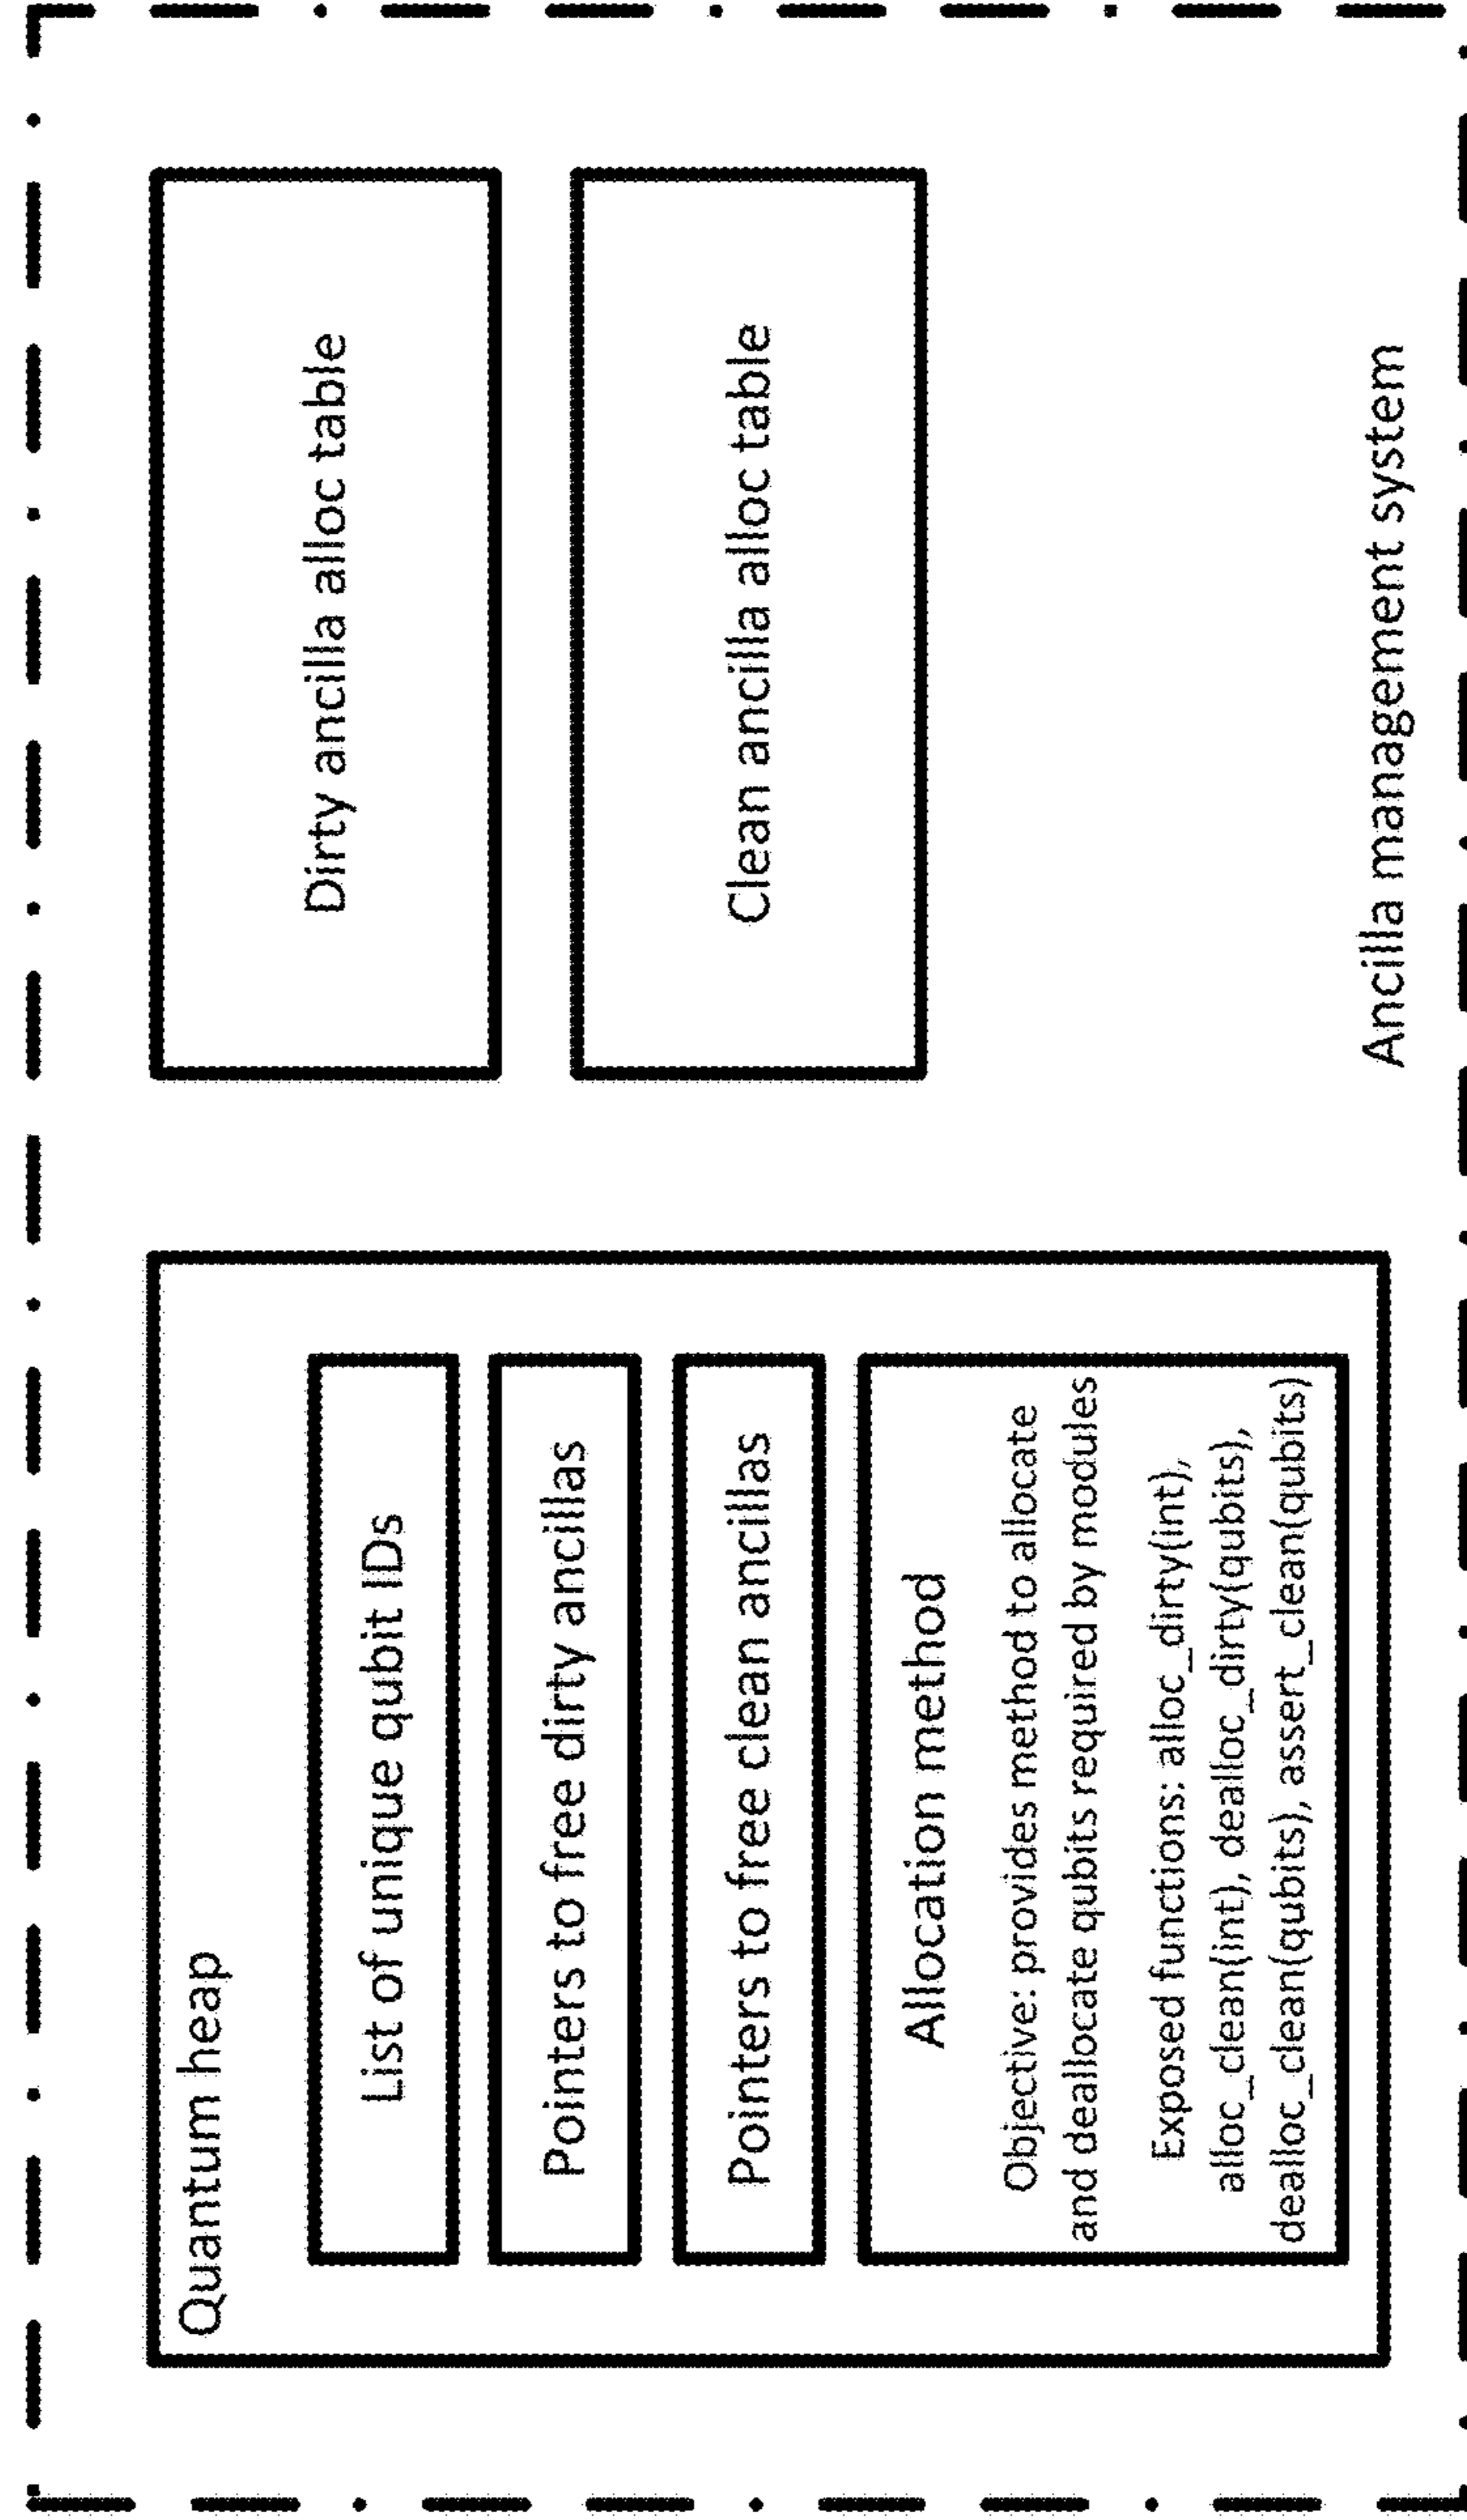 Quantum heap
List of unique qubit IDs
Pointers to free dirty ancillas
Pointers to free clean ancillas
Allocation method
Objective: provides method to allocate
and deallocate qubits required by modules
Exposed functions: alloc_dirty(int),
alloc_clean(int), dealloc_dirty(qubits),
dealloc_clean(qubits), assert_clean(qubits)
Dirty ancilla alloc table
Clean ancilla alloc table
Ancilla management system